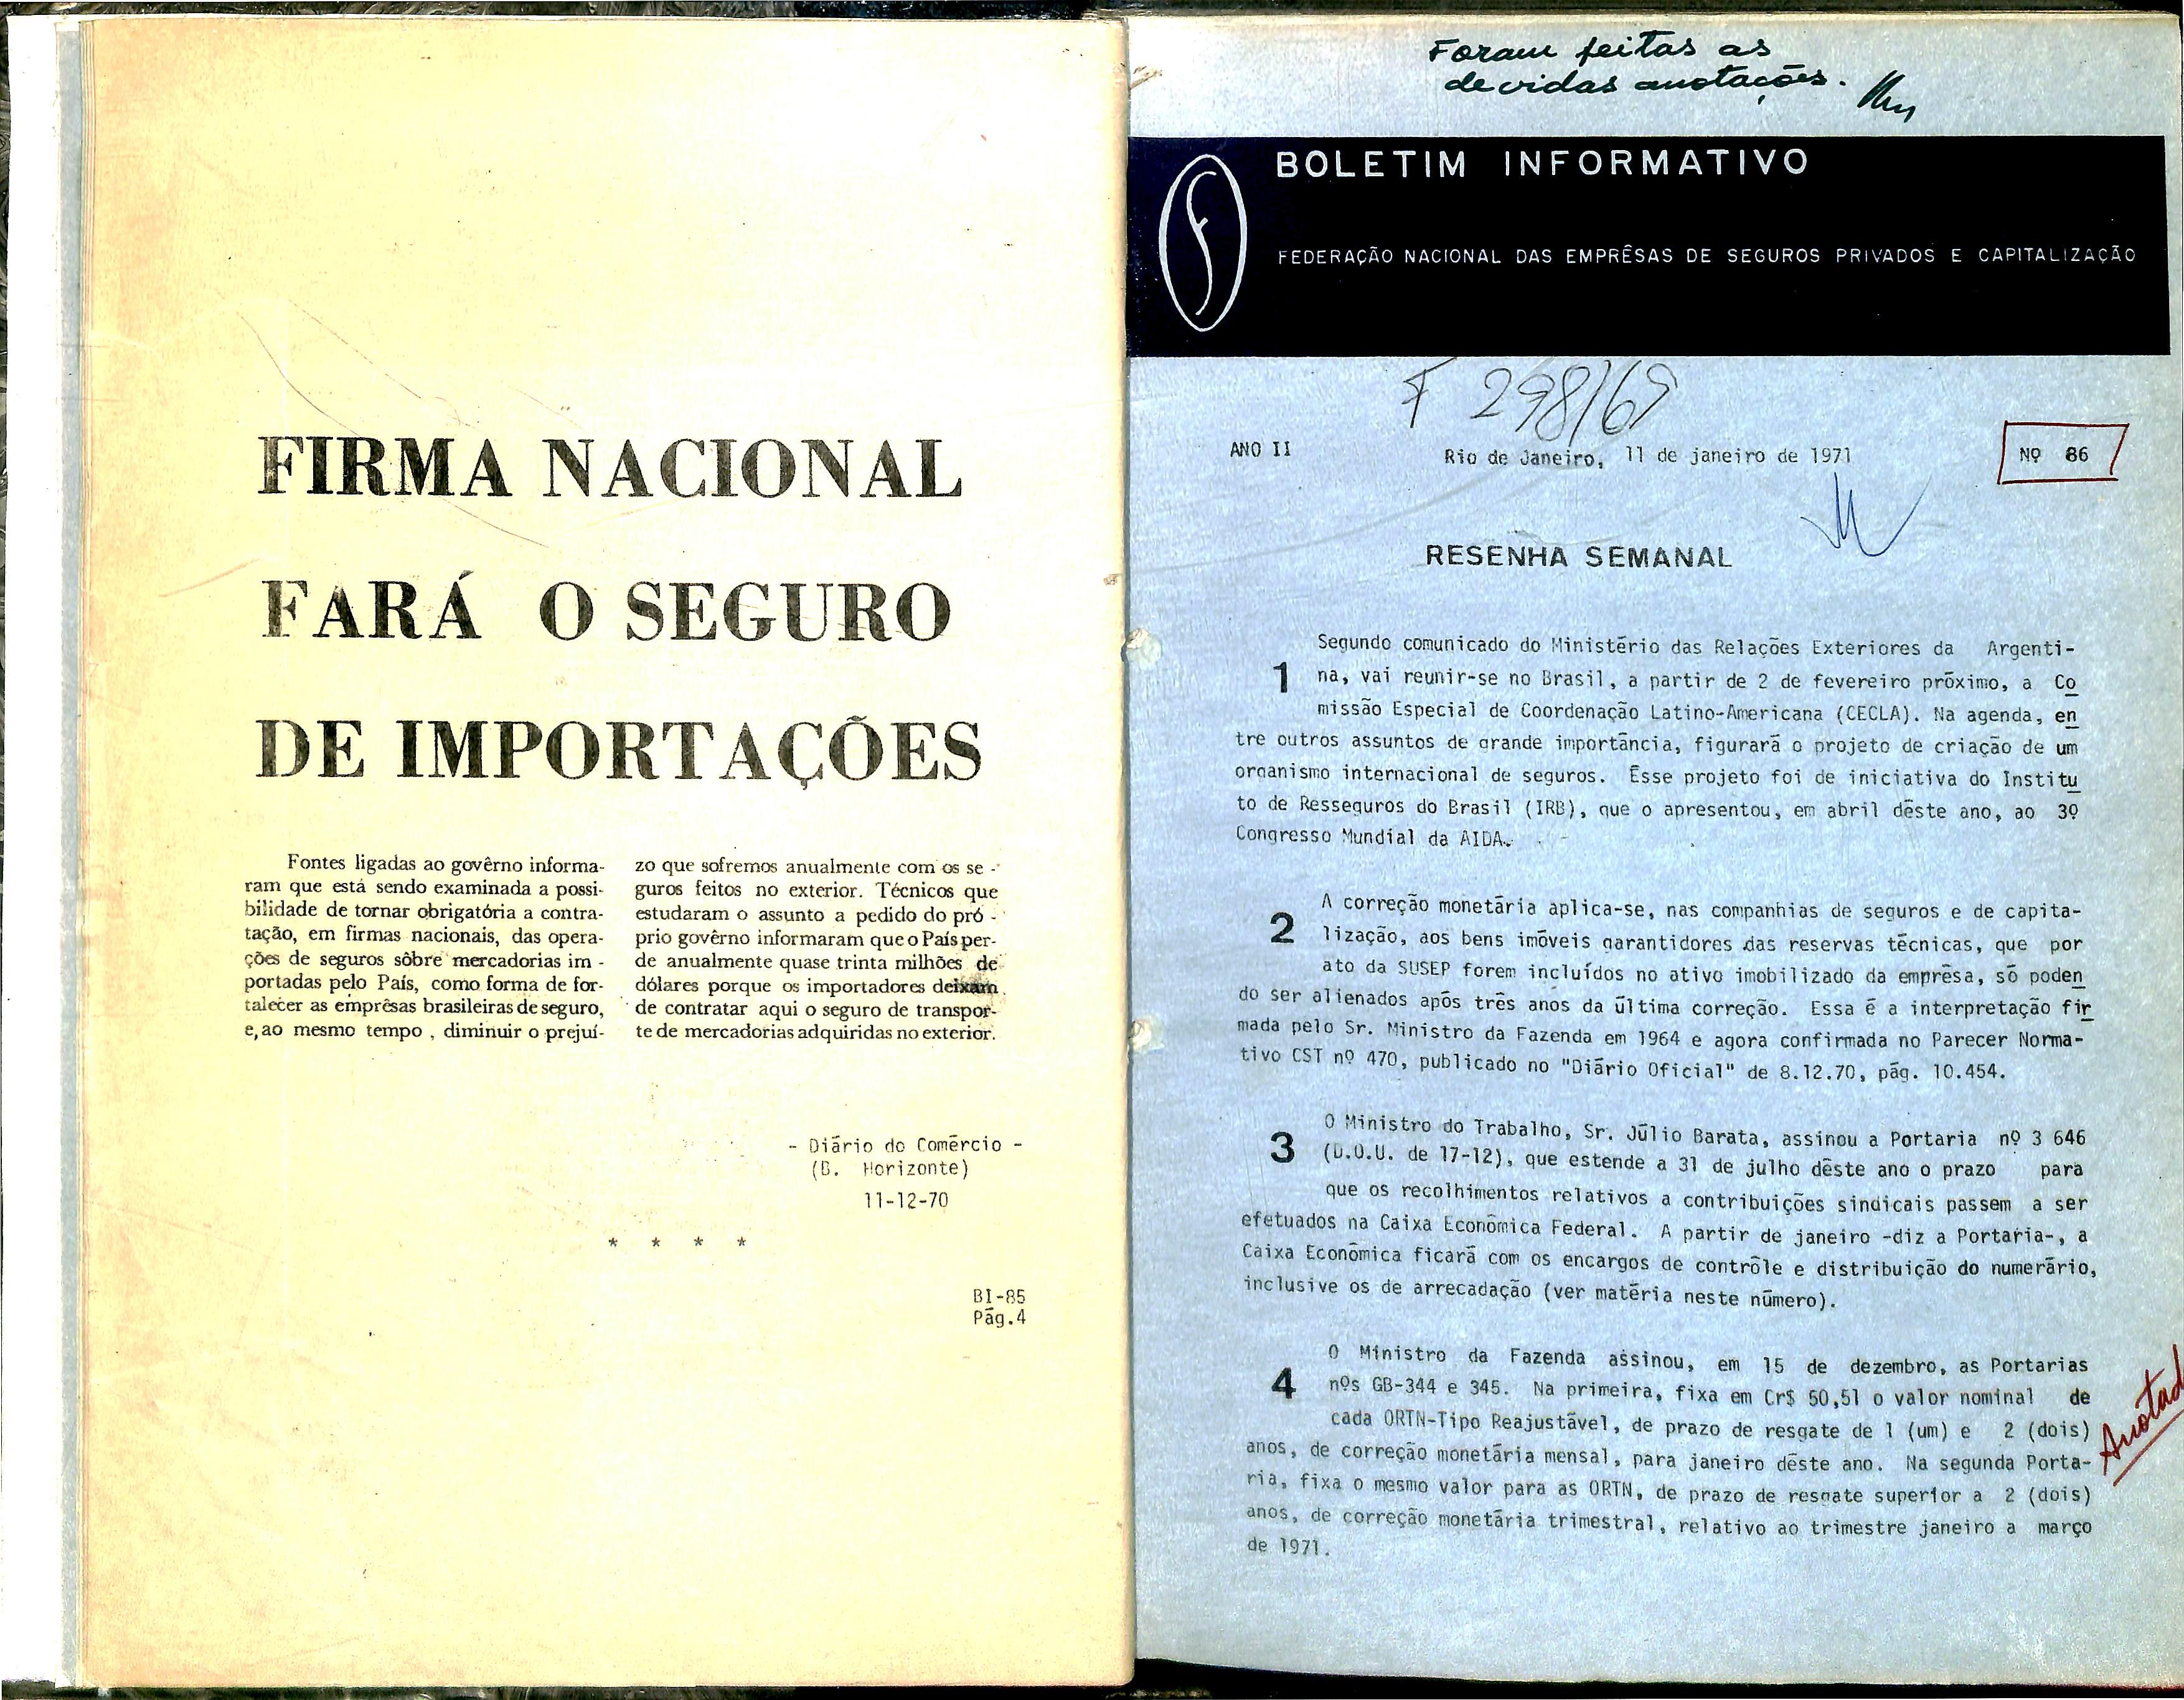 FIRMA NACIONAL
FARÁ O SEGURO
DE IMPORTAÇÕES
Fontes ligadas ao govêrno informa-
ram que está sendo examinada a possi-
bilidade de tornar obrigatória a contra-
tação, em firmas nacionais, das opera-
ções de seguros sôbre mercadorias im -
portadas pelo País, como forma de for-
talecer as emprêsas brasileiras de seguro,
e, ao mesmo tempo , diminuir o prejuí-
zo que sofremos anualmente com os se -
guros feitos no exterior. Técnicos que
estudaram o assunto a pedido do pró -
prio govêrno informaram que o País per-
de anualmente quase trinta milhões de
dólares porque os importadores deixam
de contratar aqui o seguro de transpor-
te de mercadorias adquiridas no exterior.
- Diário do Comércio -
(B. Horizonte)
11-12-70
* * * *
BI-85
Pág.4
Foram feitas as
devidas anotações.
BOLETIM INFORMATIVO
FEDERAÇÃO NACIONAL DAS EMPRÊSAS DE SEGUROS PRIVADOS E CAPITALIZAÇÃO
F 298/69
ANO II
Rio de Janeiro, 11 de janeiro de 1971
Nº 86
RESENHA SEMANAL
Segundo comunicado do Ministério das Relações Exteriores da Argenti-
1 na, vai reunir-se no Brasil, a partir de 2 de fevereiro próximo, a Co
missão Especial de Coordenação Latino-Americana (CECLA). Na agenda, en
tre outros assuntos de grande importância, figurará o projeto de criação de um
organismo internacional de seguros. Êsse projeto foi de iniciativa do Institu
to de Resseguros do Brasil (IRB), que o apresentou, em abril dêste ano, ao 3º
Congresso Mundial da AIDA.
A correção monetária aplica-se, nas companhias de seguros e de capita-
2 lização, aos bens imóveis garantidores das reservas técnicas, que por
ato da SUSEP forem incluídos no ativo imobilizado da emprêsa, só poden
do ser alienados após três anos da última correção. Essa é a interpretação fir
mada pelo Sr. Ministro da Fazenda em 1964 e agora confirmada no Parecer Norma-
tivo CST nº 470, publicado no "Diário Oficial" de 8.12.70, pág. 10.454.
O Ministro do Trabalho, Sr. Júlio Barata, assinou a Portaria nº 3 646
3 (D.O.U. de 17-12), que estende a 31 de julho dêste ano o prazo para
que os recolhimentos relativos a contribuições sindicais passem a ser
efetuados na Caixa Econômica Federal. A partir de janeiro -diz a Portaria-, a
Caixa Econômica ficará com os encargos de contrôle e distribuição do numerário,
inclusive os de arrecadação (ver matéria neste número).
O Ministro da Fazenda assinou, em 15 de dezembro, as Portarias
4 nºs GB-344 e 345. Na primeira, fixa em Cr$ 50,51 o valor nominal de
cada ORTN-Tipo Reajustável, de prazo de resgate de 1 (um) e 2 (dois)
anos, de correção monetária mensal, para janeiro dêste ano. Na segunda Porta-
ria, fixa o mesmo valor para as ORTN, de prazo de resgate superior a 2 (dois)
anos, de correção monetária trimestral, relativo ao trimestre janeiro a março
de 1971.
Anotad